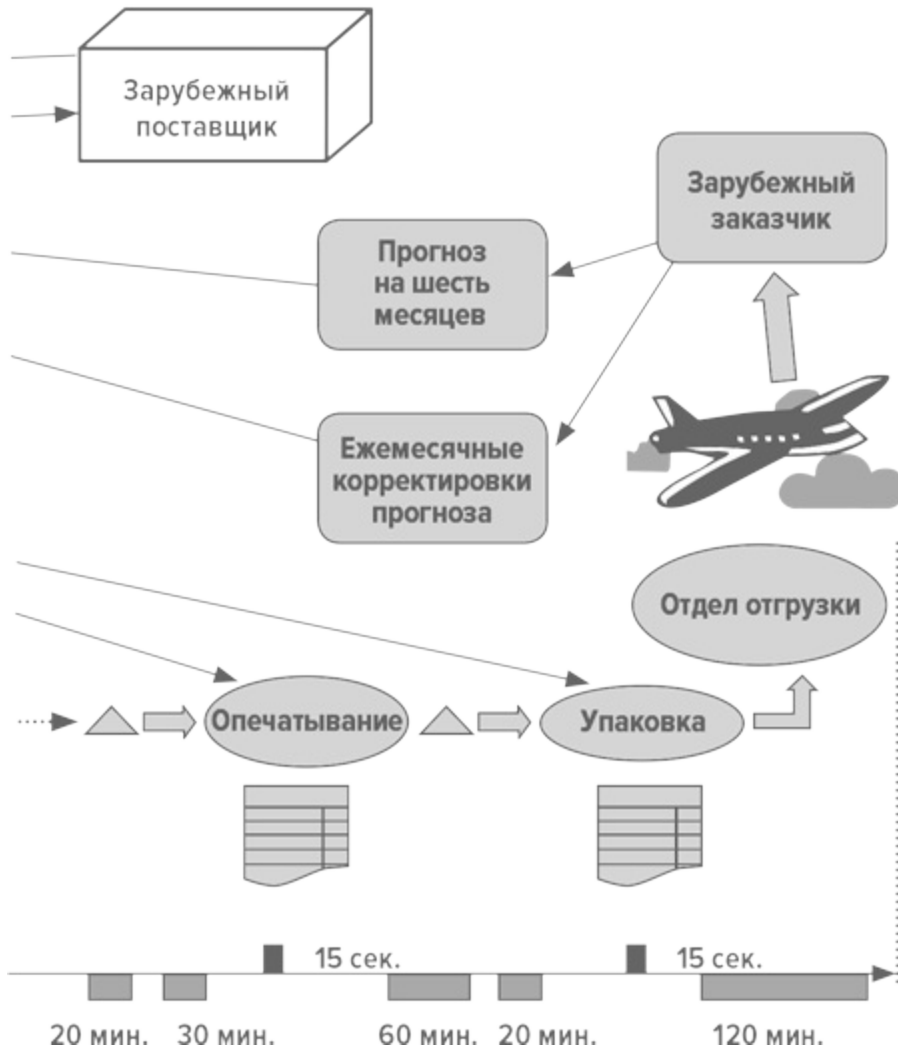 Зарубежный
поставщик
Зарубежный
заказчик
Прогноз
на шесть
месяцев
Ежемесячные
корректировки
прогноза
Отдел отгрузки
Опечатывание
Упаковка
15 сек.
15 сек.
20 мин.
30 мин.
60 мин.
20 мин.
120 мин.